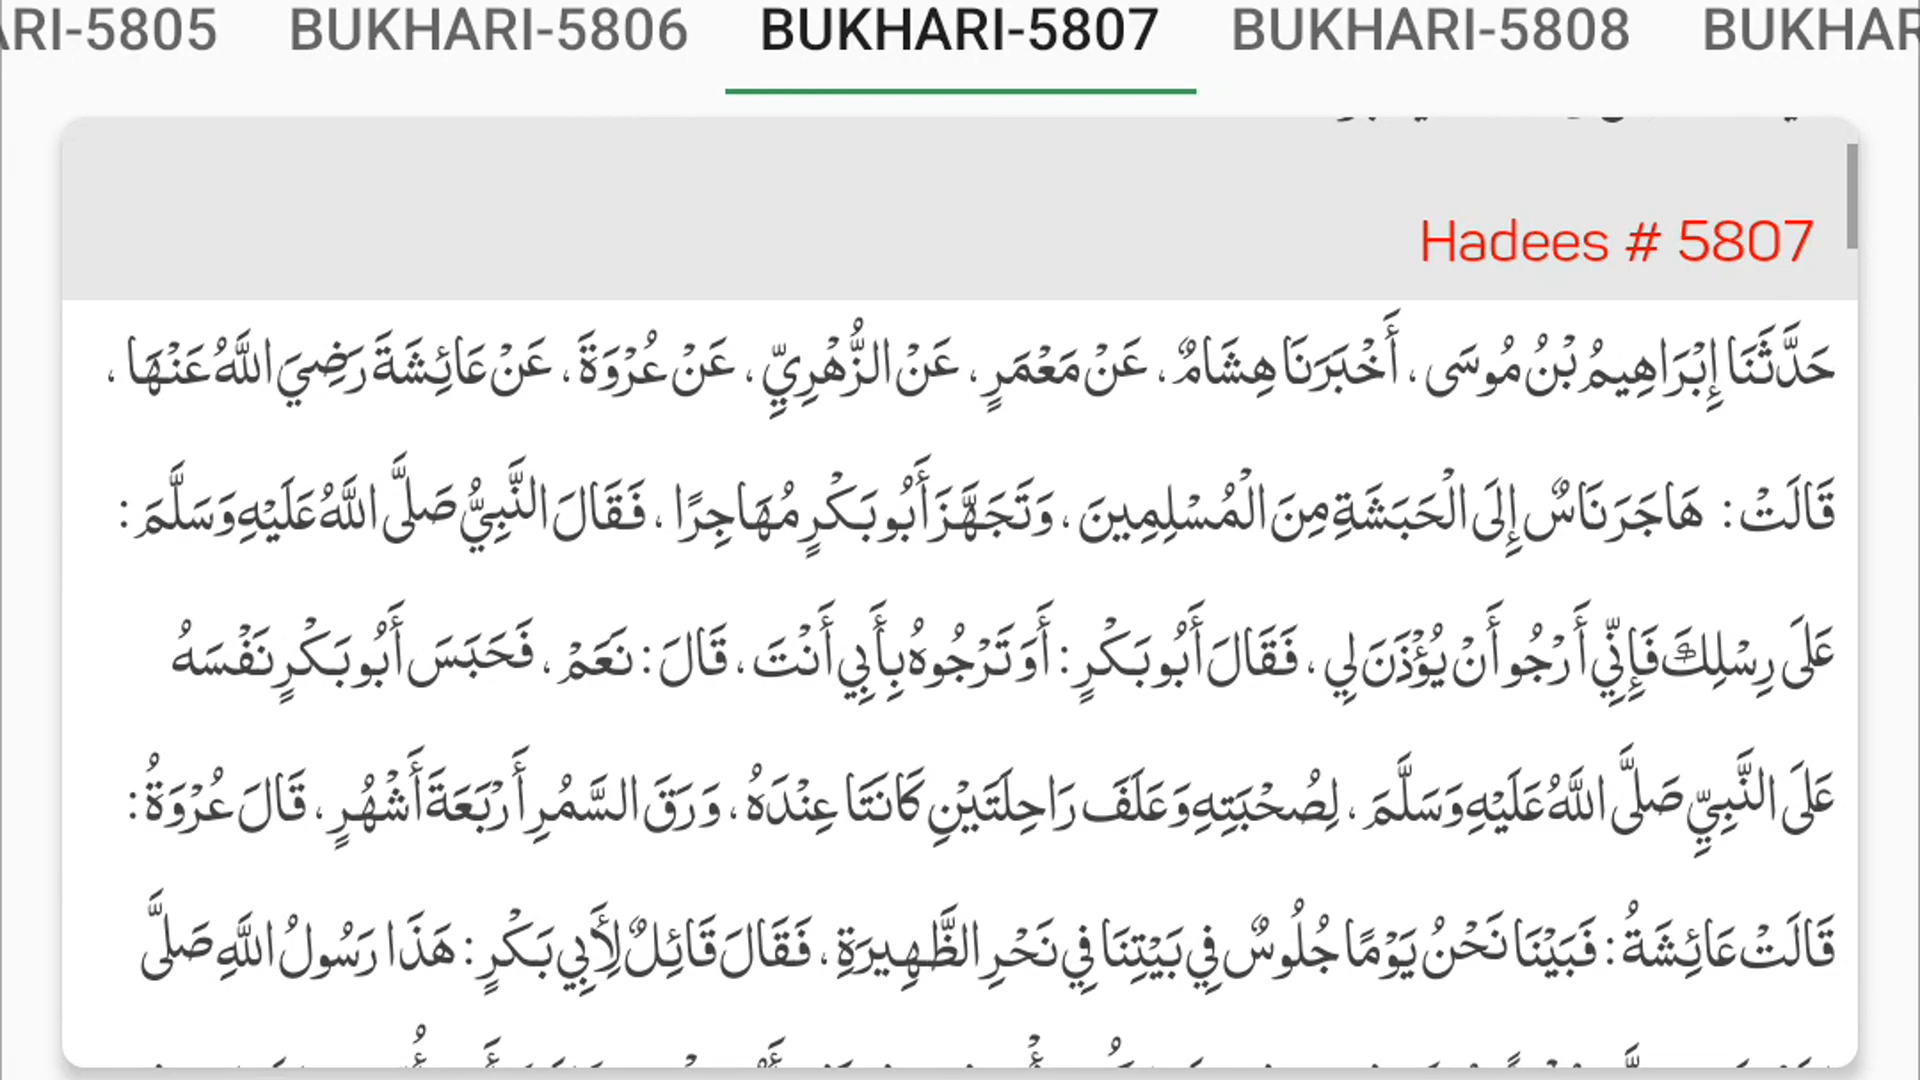 ARI-5805 BUKHARI-5806 BUKHARI-5807 BUKHARI-5808 BUKHAR
Hadees # 5807
حَدَّثَنَا إِبْرَاهِيمُ بْنُ مُوسَى ، أَخْبَرَنَا هِشَامٌ ، عَنْ مَعْمَرٍ ، عَنْ الزُّهْرِيِّ ، عَنْ عُرْوَةَ ، عَنْ عَائِشَةَ رَضِيَ اللَّهُ عَنْهَا ،
قَالَتْ : هَاجَرَ نَاسٌ إِلَى الْحَبَشَةِ مِنَ الْمُسْلِمِينَ ، وَتَجَهَّزَ أَبُو بَكْرٍ مُهَاجِرًا ، فَقَالَ النَّبِيُّ صَلَّى اللَّهُ عَلَيْهِ وَسَلَّمَ :
عَلَى رِسْلِكَ فَإِنِّي أَرْجُو أَنْ يُؤْذَنَ لِي ، فَقَالَ أَبُو بَكْرٍ : أَوَ تَرْجُوهُ بِأَبِي أَنْتَ ، قَالَ : نَعَمْ ، فَحَبَسَ أَبُو بَكْرٍ نَفْسَهُ
عَلَى النَّبِيِّ صَلَّى اللَّهُ عَلَيْهِ وَسَلَّمَ ، لِصُحْبَتِهِ وَعَلَفَ رَاحِلَتَيْنِ كَانَتَا عِنْدَهُ ، وَرَقَ السَّمُرِ أَرْبَعَةَ أَشْهُرٍ ، قَالَ عُرْوَةُ :
قَالَتْ عَائِشَةُ : فَبَيْنَا نَحْنُ يَوْمًا جُلُوسٌ فِي بَيْتِنَا فِي نَحْرِ الظَّهِيرَةِ ، فَقَالَ قَائِلٌ لِأَبِي بَكْرٍ : هَذَا رَسُولُ اللَّهِ صَلَّى